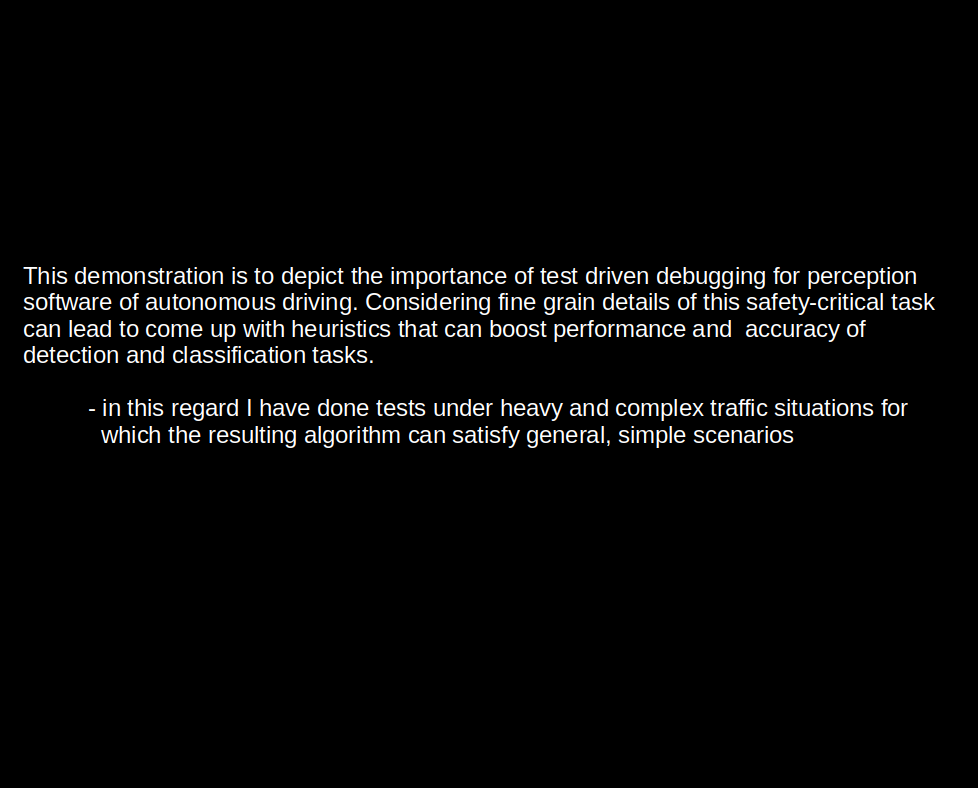 This demonstration is to depict the importance of test driven debugging for perception
software of autonomous driving. Considering fine grain details of this safety-critical task
can lead to come up with heuristics that can boost performance and  accuracy of
detection and classification tasks.
- in this regard I have done tests under heavy and complex traffic situations for
which the resulting algorithm can satisfy general, simple scenarios